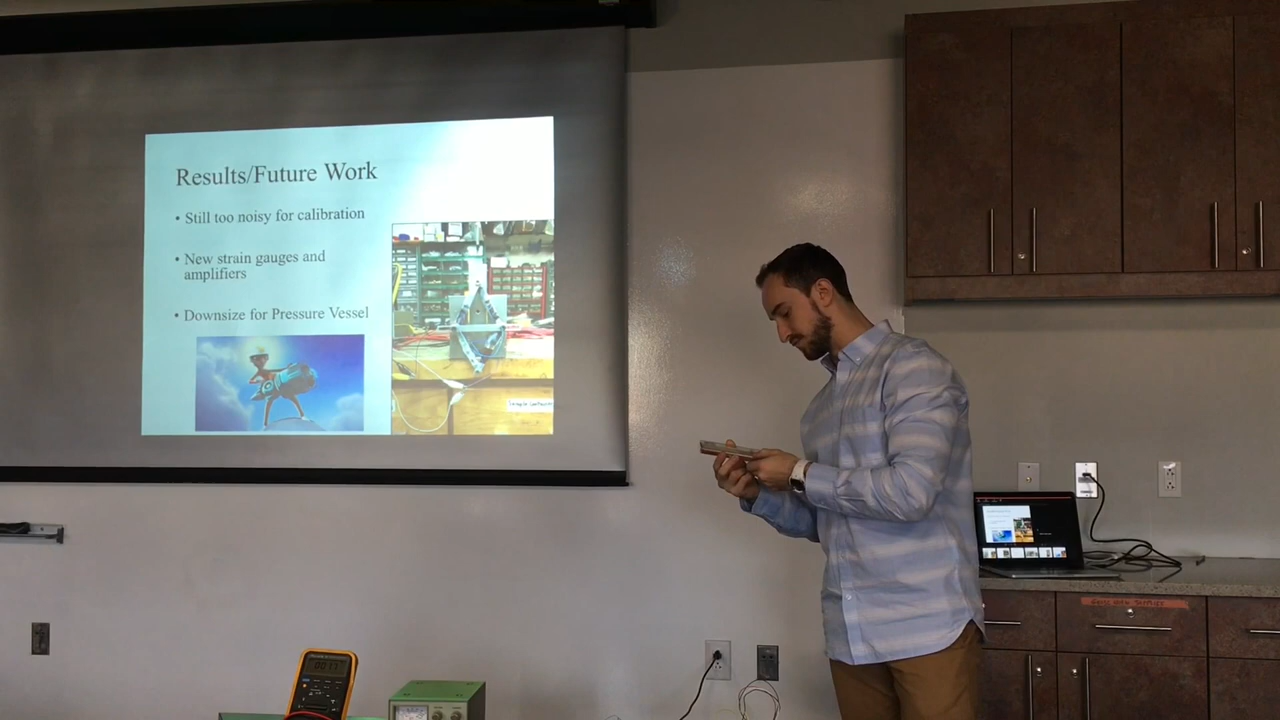 Results/Future Work
• Still too noisy for calibration
• New strain gauges and
amplifiers
• Downsize for Pressure Vessel